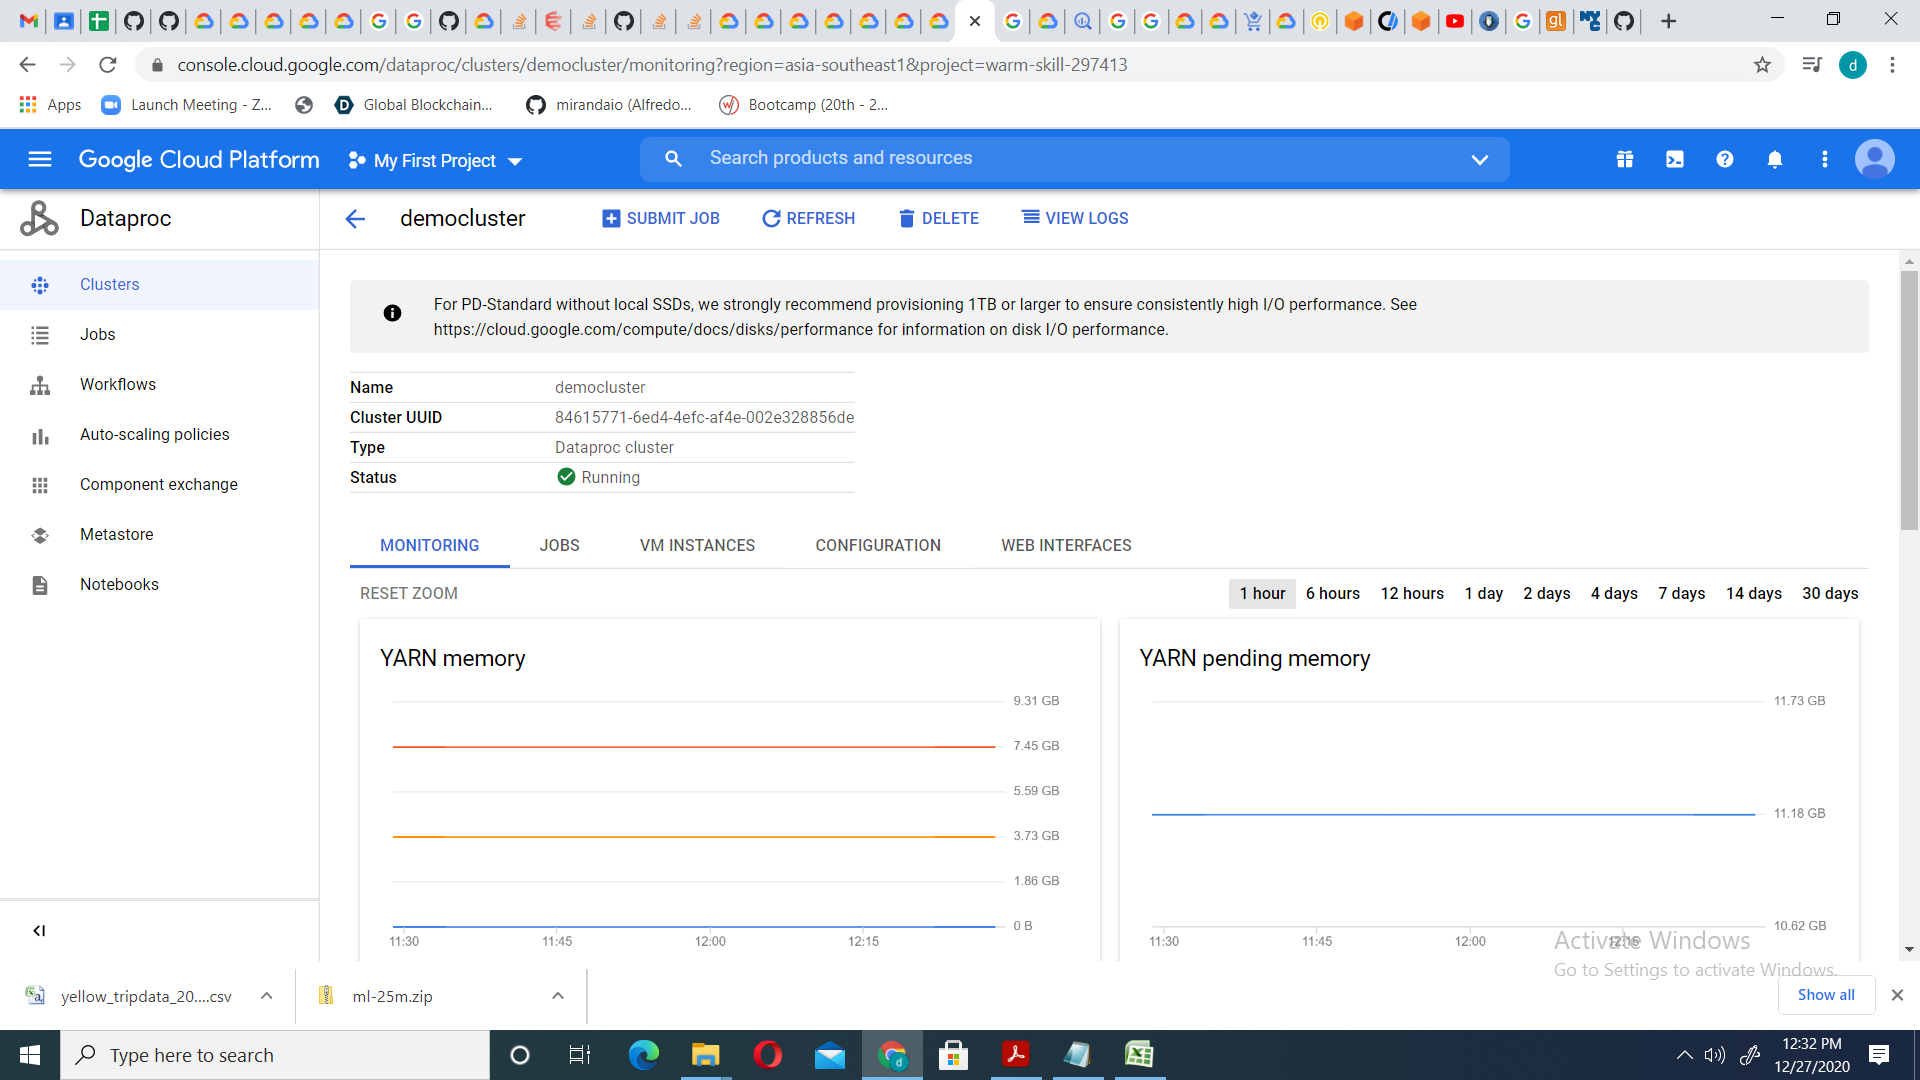 console.cloud.google.com/dataproc/clusters/democluster/monitoring?region=asia-southeast1&project=warm-skill-297413
d
Apps
Launch Meeting - Z...
Global Blockchain...
mirandaio (Alfredo...
Bootcamp (20th - 2...
Google Cloud Platform
My First Project
Search products and resources
Dataproc
democluster
SUBMIT JOB
REFRESH
DELETE
VIEW LOGS
Clusters
Jobs
Workflows
Auto-scaling policies
Component exchange
Metastore
Notebooks
For PD-Standard without local SSDs, we strongly recommend provisioning 1TB or larger to ensure consistently high I/O performance. See
https://cloud.google.com/compute/docs/disks/performance for information on disk I/O performance.
Name democluster
Cluster UUID 84615771-6ed4-4efc-af4e-002e328856de
Type Dataproc cluster
Status Running
MONITORING
JOBS
VM INSTANCES
CONFIGURATION
WEB INTERFACES
RESET ZOOM
1 hour 6 hours 12 hours 1 day 2 days 4 days 7 days 14 days 30 days
YARN memory
9.31 GB
7.45 GB
5.59 GB
3.73 GB
1.86 GB
0 B
11:30 11:45 12:00 12:15
YARN pending memory
11.73 GB
11.18 GB
10.62 GB
11:30 11:45 12:00 12:15
Activate Windows
Go to Settings to activate Windows.
yellow_tripdata_20....csv
ml-25m.zip
Show all
Type here to search
12:32 PM
12/27/2020